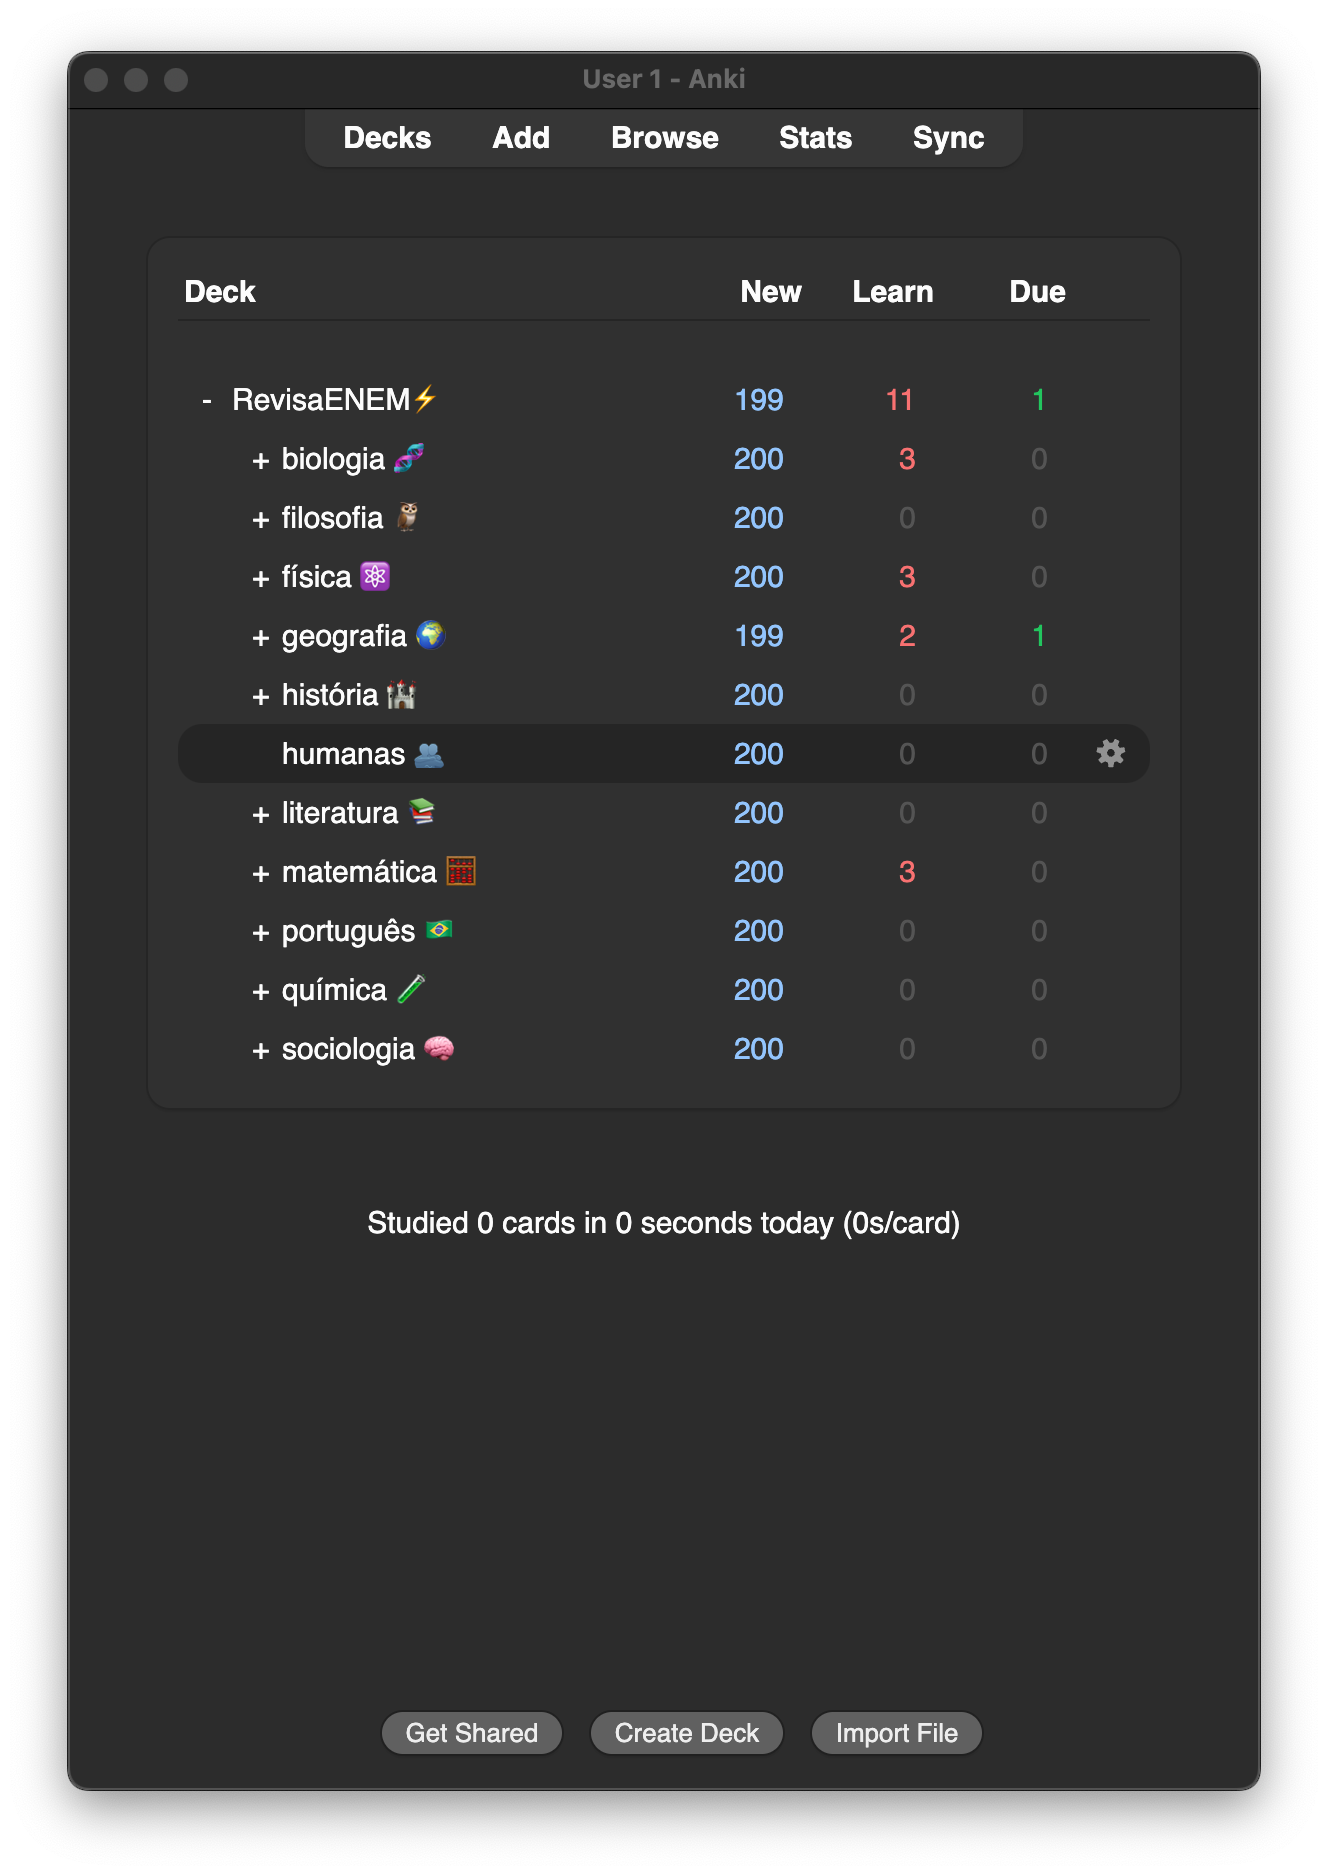 User 1 - Anki
Decks Add Browse Stats Sync
Deck New Learn Due
- RevisaENEM⚡ 199 11 1
+ biologia 🧬 200 3 0
+ filosofia 🦉 200 0 0
+ física ⚛️ 200 3 0
+ geografia 🌍 199 2 1
+ história 🏰 200 0 0
humanas 🫂 200 0 0
+ literatura 📚 200 0 0
+ matemática 🧮 200 3 0
+ português 🇧🇷 200 0 0
+ química 🧪 200 0 0
+ sociologia 🧠 200 0 0
Studied 0 cards in 0 seconds today (0s/card)
Get Shared Create Deck Import File